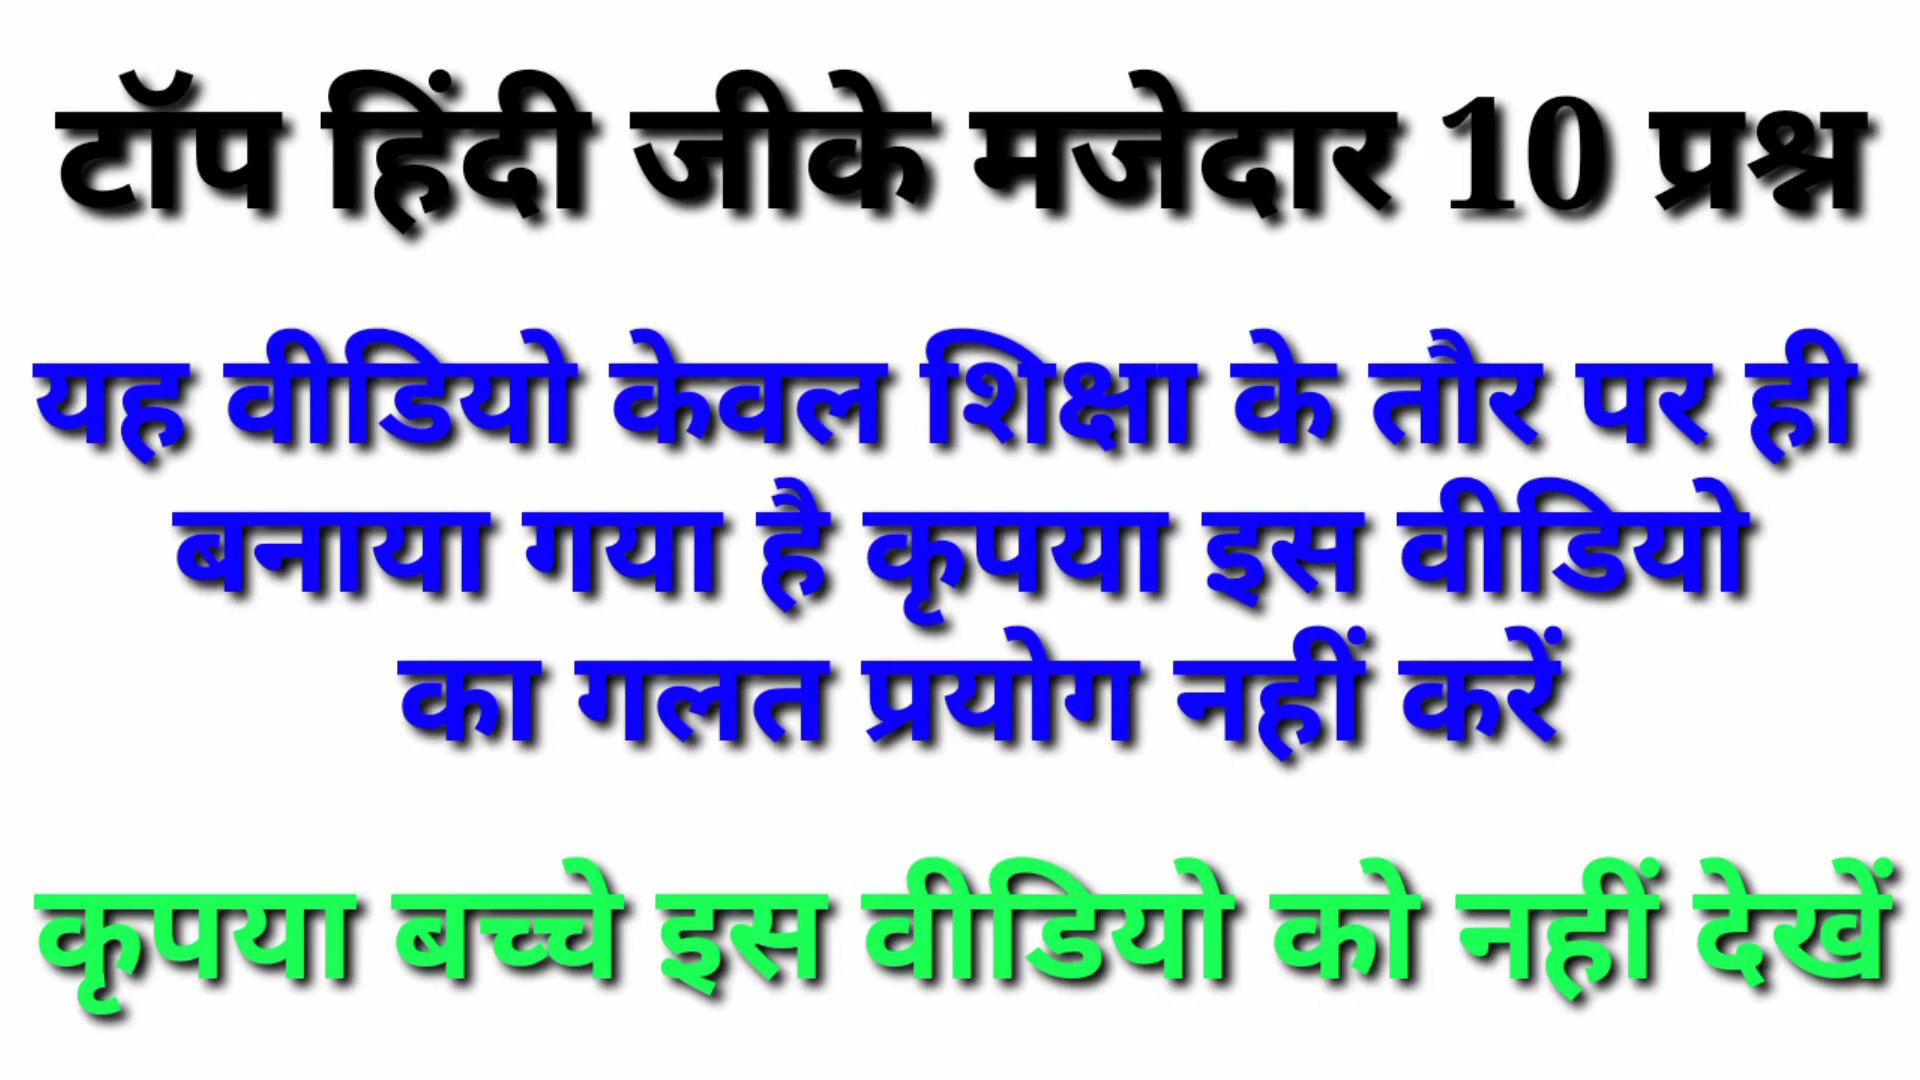 टॉप हिंदी जीके मजेदार 10 प्रश्न
यह वीडियो केवल शिक्षा के तौर पर ही
बनाया गया है कृपया इस वीडियो
का गलत प्रयोग नहीं करें
कृपया बच्चे इस वीडियो को नहीं देखें